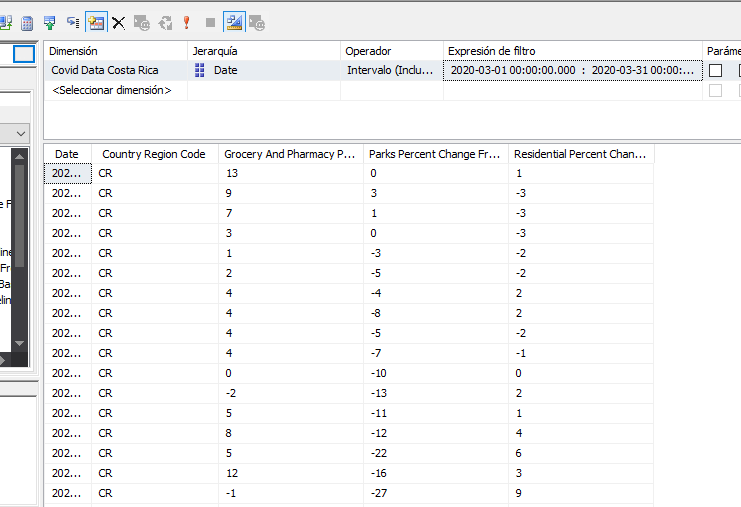 Dimensión Jerarquía Operador Expresión de filtro Paráme
Covid Data Costa Rica Date Intervalo (Inclu... 2020-03-01 00:00:00.000 : 2020-03-31 00:00:...
<Seleccionar dimensión>
Date Country Region Code Grocery And Pharmacy P... Parks Percent Change Fr... Residential Percent Chan...
202... CR 13 0 1
202... CR 9 3 -3
202... CR 7 1 -3
202... CR 3 0 -3
202... CR 1 -3 -2
202... CR 2 -5 -2
202... CR 4 -4 2
202... CR 4 -8 2
202... CR 4 -5 -2
202... CR 4 -7 -1
202... CR 0 -10 0
202... CR -2 -13 2
202... CR 5 -11 1
202... CR 8 -12 4
202... CR 5 -22 6
202... CR 12 -16 3
202... CR -1 -27 9